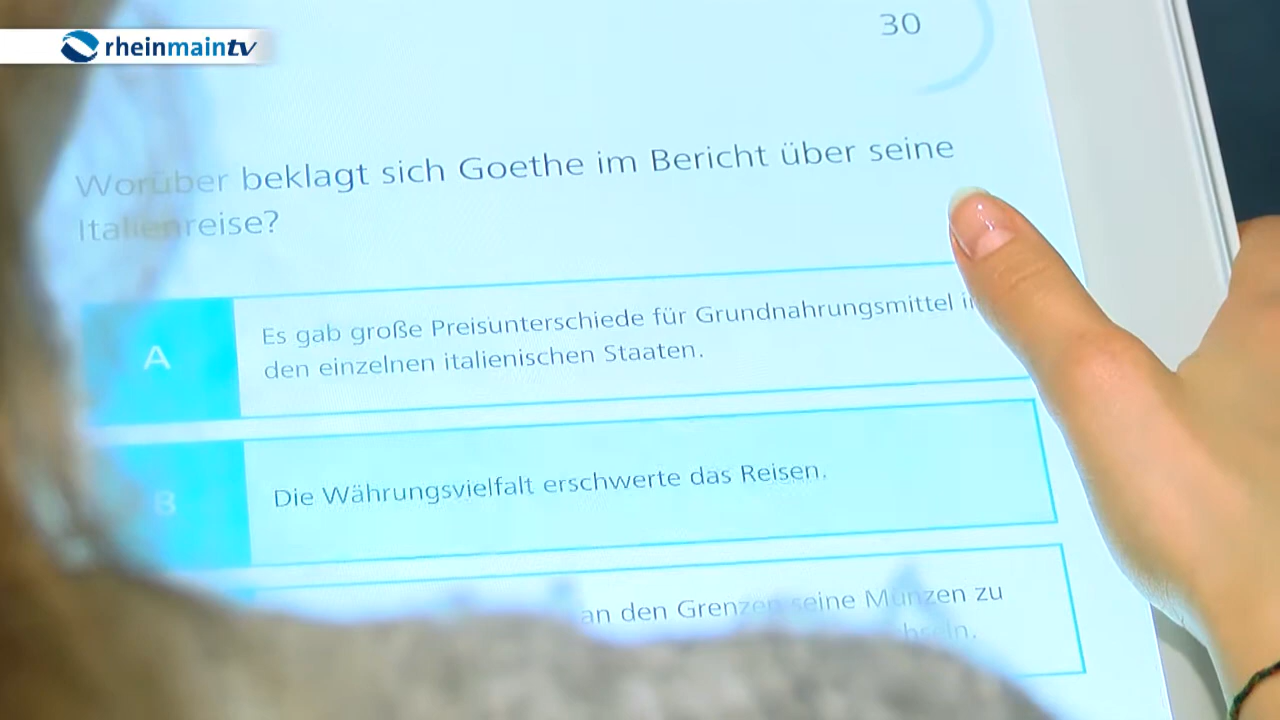 rheinmaintv
30
Worüber beklagt sich Goethe im Bericht über seine
Italienreise?
A
Es gab große Preisunterschiede für Grundnahrungsmittel in
den einzelnen italienischen Staaten.
B
Die Währungsvielfalt erschwerte das Reisen.
an den Grenzen seine Münzen zu